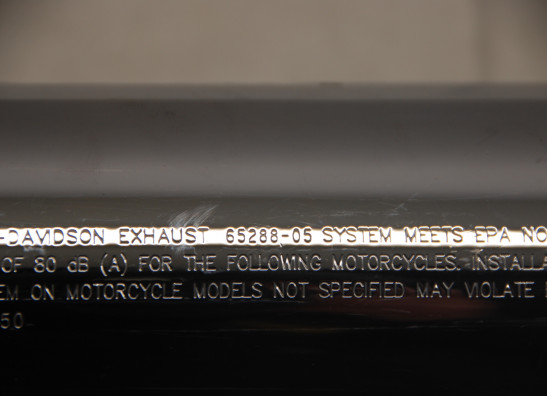 -DAVIDSON EXHAUST 65288-05 SYSTEM MEETS EPA NO
OF 80 dB (A) FOR THE FOLLOWING MOTORCYCLES. INSTALLA
EM ON MOTORCYCLE MODELS NOT SPECIFIED MAY VIOLATE
50